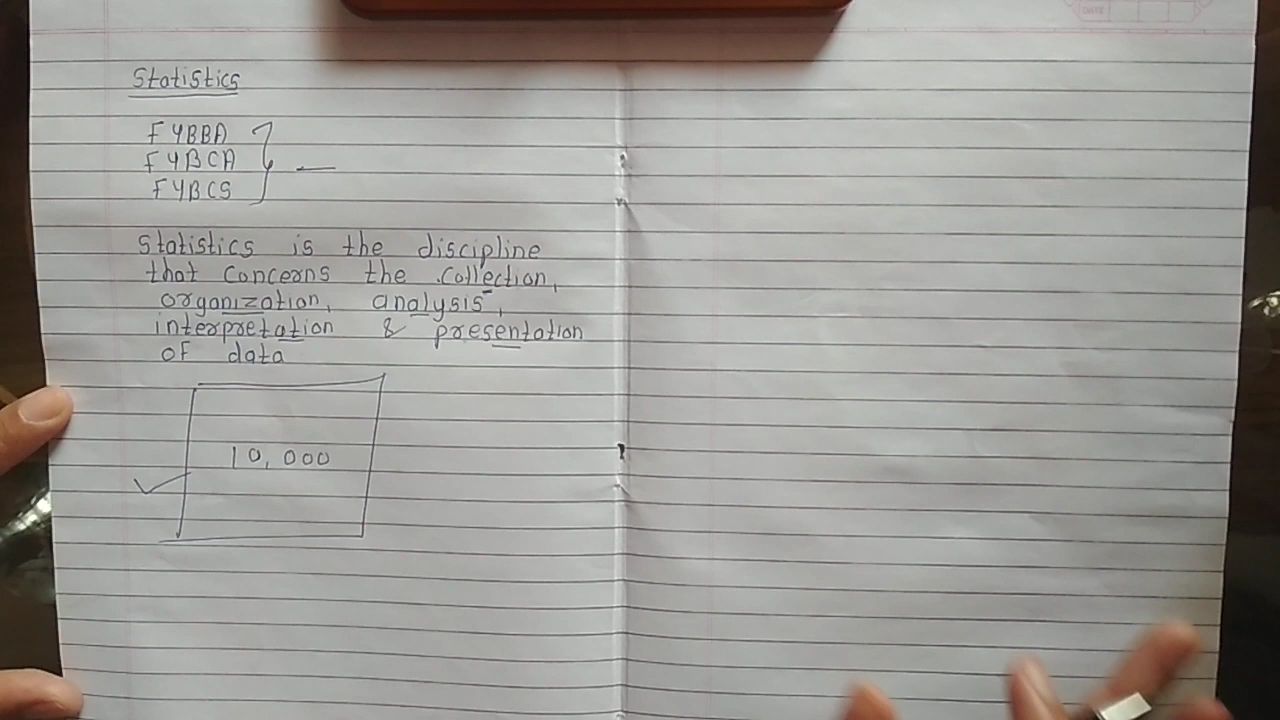 DATE
Statistics
FYBBA
FYBCA
FYBCS
Statistics is the discipline
that concerns the collection,
organization, analysis,
interpretation & presentation
of data
10,000